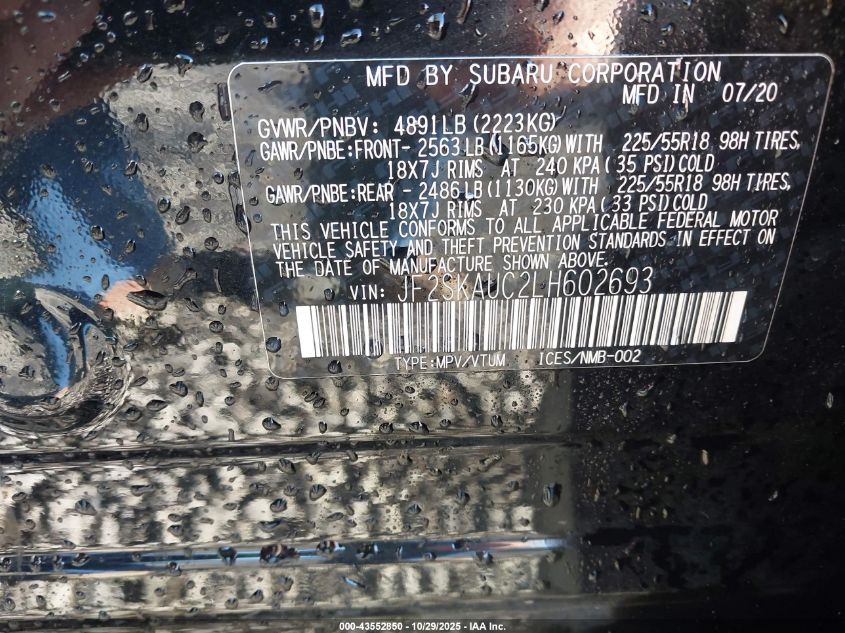 MFD BY SUBARU CORPORATION
MFD IN 07/20
GVWR/PNBV: 4891LB(2223KG)
GAWR/PNBE:FRONT- 2563LB(1165KG)WITH 225/55R18 98H TIRES,
18X7J RIMS AT 240 KPA(35 PSI)COLD
GAWR/PNBE:REAR - 2486LB(1130KG)WITH 225/55R18 98H TIRES,
18X7J RIMS AT 230 KPA(33 PSI)COLD
THIS VEHICLE CONFORMS TO ALL APPLICABLE FEDERAL MOTOR
VEHICLE SAFETY AND THEFT PREVENTION STANDARDS IN EFFECT ON
THE DATE OF MANUFACTURE SHOWN ABOVE.
VIN: JF2SKAUC2LH602693
TYPE:MPV/VTUM ICES/NMB-002
000-43552850 - 10/29/2025 - IAA Inc.